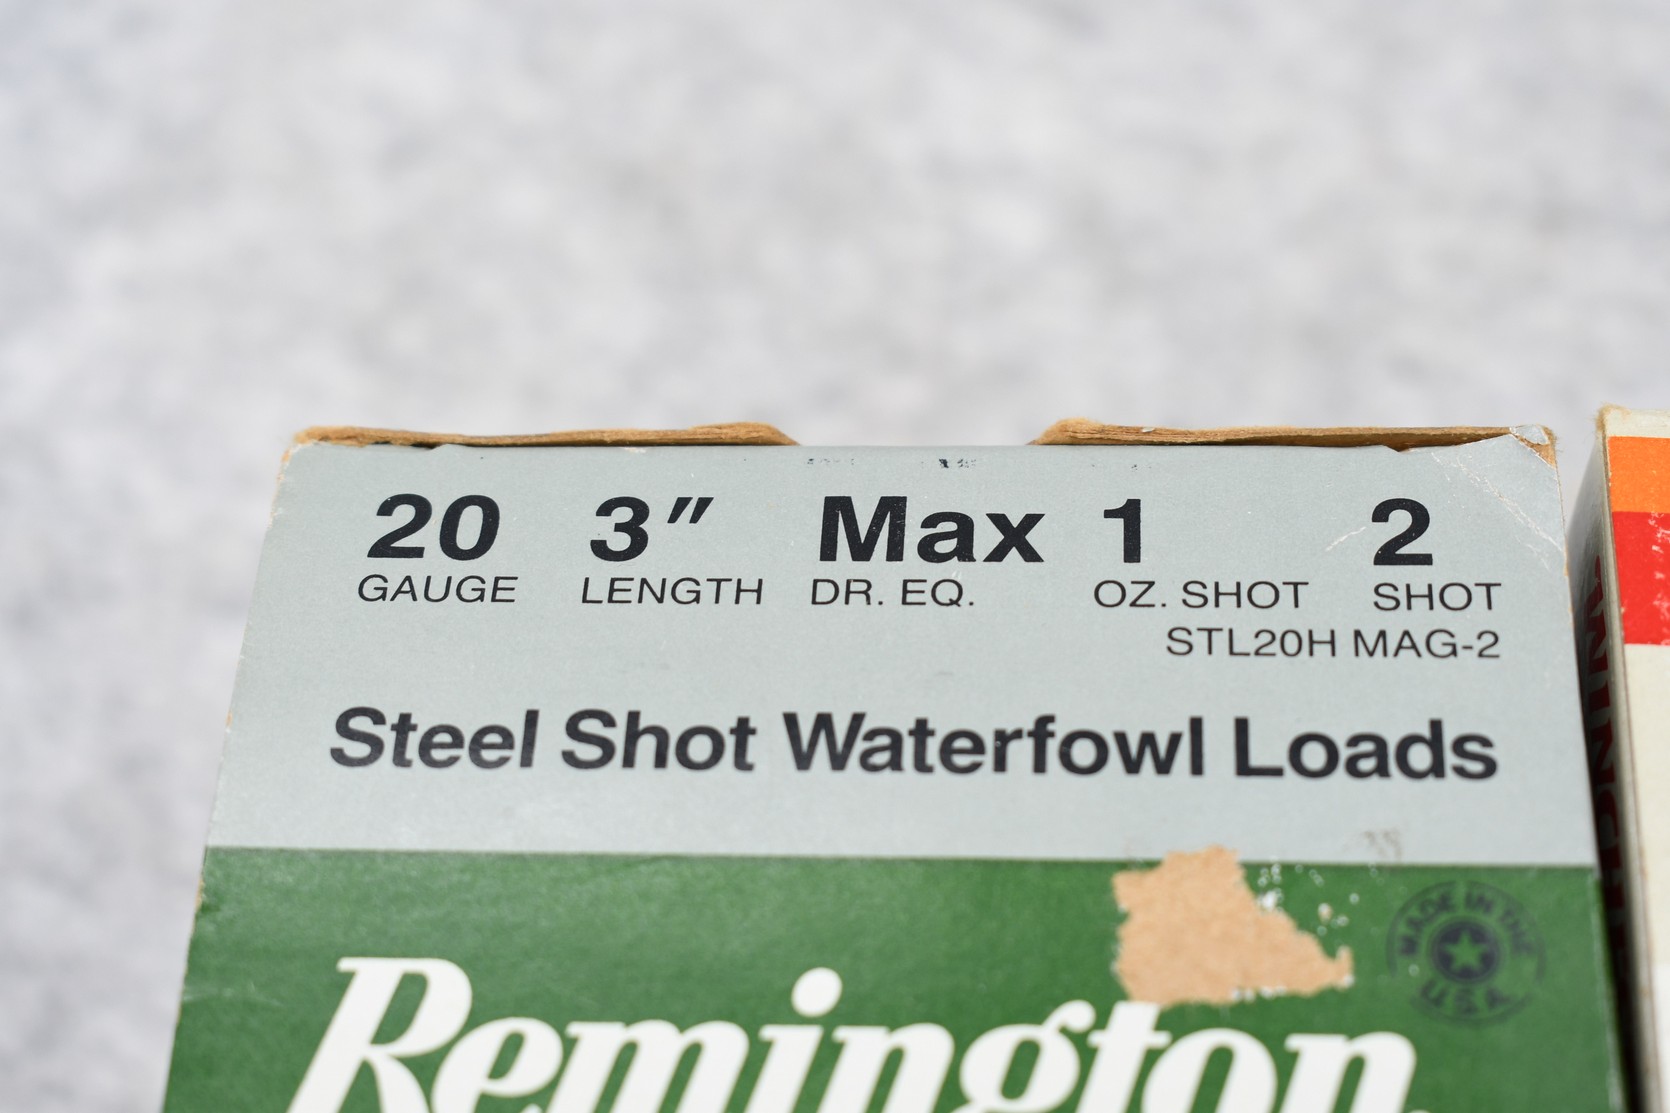 20 3" Max 1 2
GAUGE LENGTH DR. EQ. OZ. SHOT SHOT
STL20H MAG-2
Steel Shot Waterfowl Loads
MADE IN THE
U.S.A.
Remington